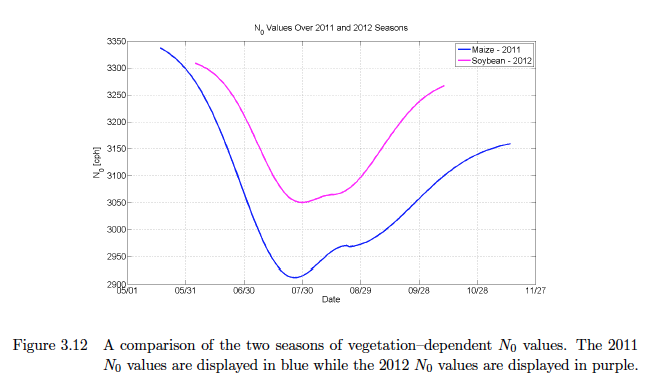 N0 Values Over 2011 and 2012 Seasons
Maize - 2011
Soybean - 2012
3350
3300
3250
3200
3150
3100
3050
3000
2950
2900
N0 [cph]
05/01 05/31 06/30 07/30 08/29 09/28 10/28 11/27
Date
Figure 3.12 A comparison of the two seasons of vegetation–dependent N0 values. The 2011
N0 values are displayed in blue while the 2012 N0 values are displayed in purple.